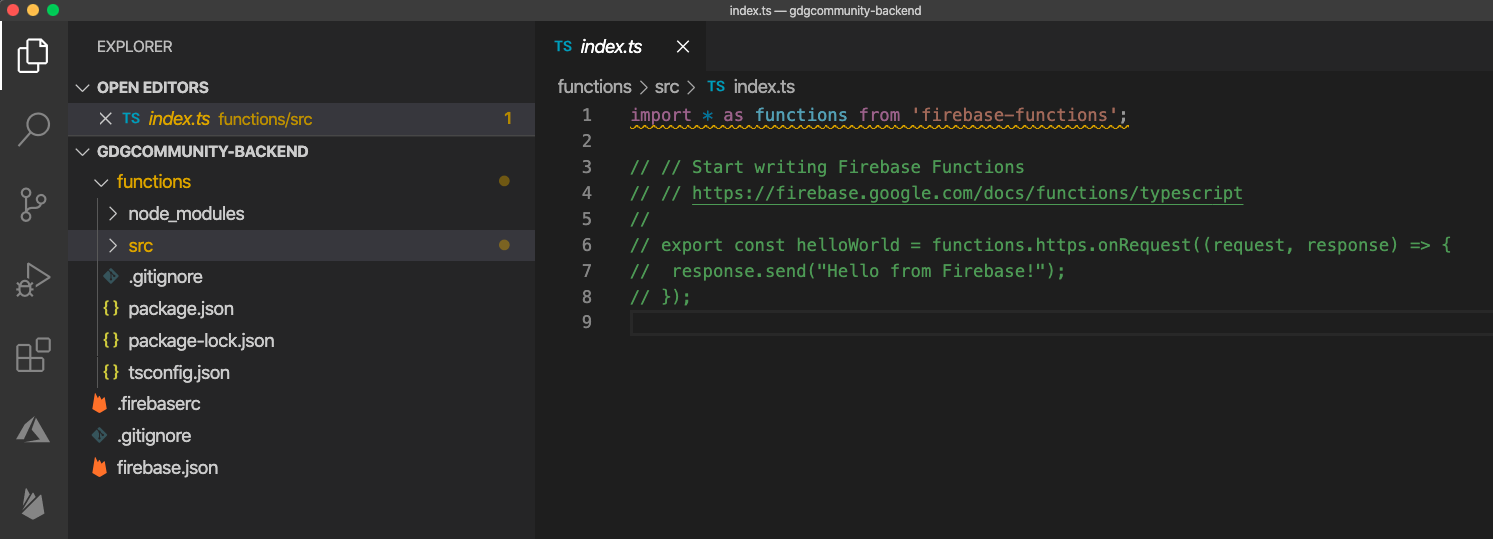 index.ts — gdgcommunity-backend
EXPLORER
OPEN EDITORS
TS index.ts functions/src 1
GDGCOMMUNITY-BACKEND
functions
node_modules
src
.gitignore
{} package.json
{} package-lock.json
{} tsconfig.json
.firebaserc
.gitignore
firebase.json
TS index.ts
functions > src > TS index.ts
1 import * as functions from 'firebase-functions';
2
3 // // Start writing Firebase Functions
4 // // https://firebase.google.com/docs/functions/typescript
5 //
6 // export const helloWorld = functions.https.onRequest((request, response) => {
7 //  response.send("Hello from Firebase!");
8 // });
9